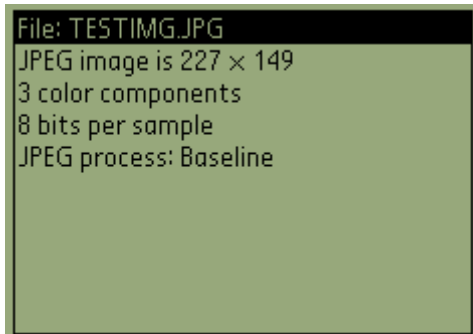 File: TESTIMG.JPG
JPEG image is 227 × 149
3 color components
8 bits per sample
JPEG process: Baseline